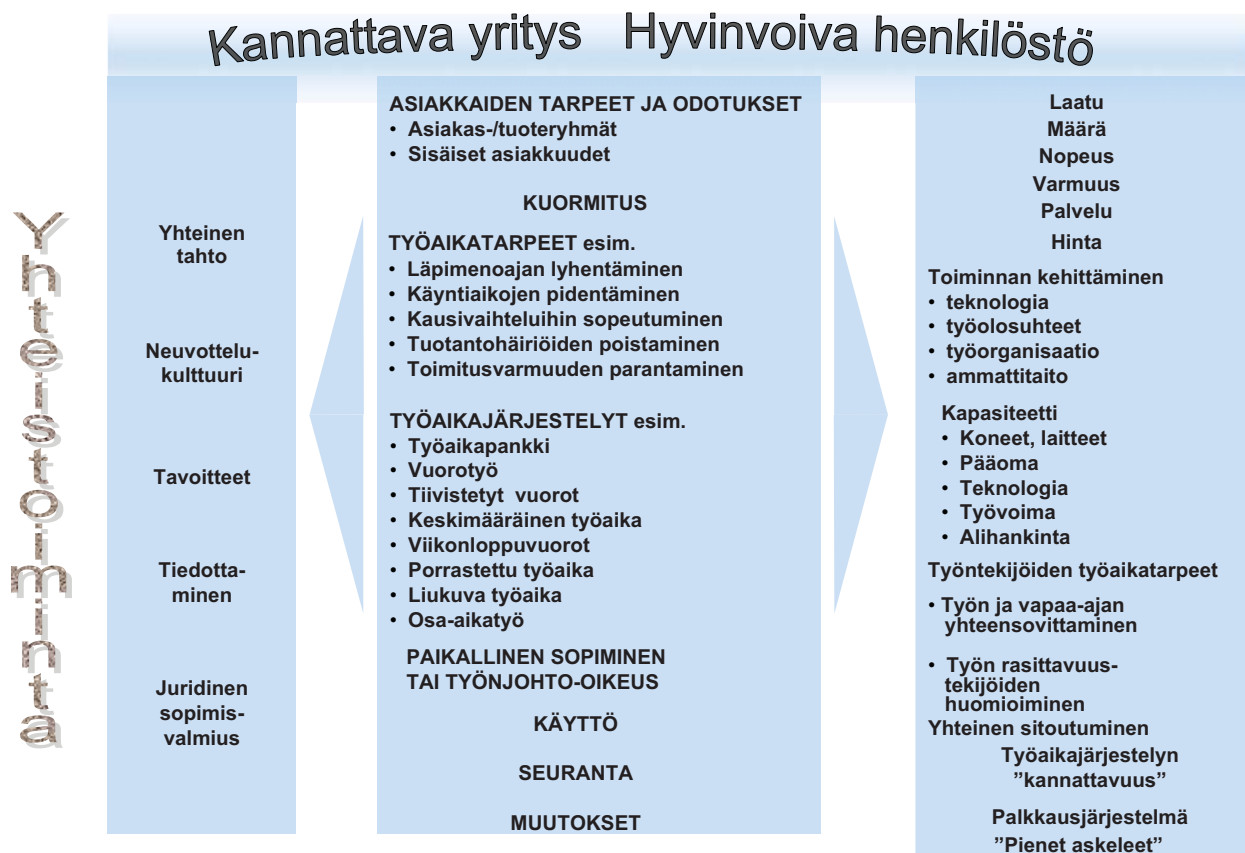 Kannattava yritys Hyvinvoiva henkilöstö
Yhteistoiminta
Yhteinen
tahto
Neuvottelu-
kulttuuri
Tavoitteet
Tiedotta-
minen
Juridinen
sopimis-
valmius
ASIAKKAIDEN TARPEET JA ODOTUKSET
• Asiakas-/tuoteryhmät
• Sisäiset asiakkuudet
KUORMITUS
TYÖAIKATARPEET esim.
• Läpimenoajan lyhentäminen
• Käyntiaikojen pidentäminen
• Kausivaihteluihin sopeutuminen
• Tuotantohäiriöiden poistaminen
• Toimitusvarmuuden parantaminen
TYÖAIKAJÄRJESTELYT esim.
• Työaikapankki
• Vuorotyö
• Tiivistetyt vuorot
• Keskimääräinen työaika
• Viikonloppuvuorot
• Porrastettu työaika
• Liukuva työaika
• Osa-aikatyö
PAIKALLINEN SOPIMINEN
TAI TYÖNJOHTO-OIKEUS
KÄYTTÖ
SEURANTA
MUUTOKSET
Laatu
Määrä
Nopeus
Varmuus
Palvelu
Hinta
Toiminnan kehittäminen
• teknologia
• työolosuhteet
• työorganisaatio
• ammattitaito
Kapasiteetti
• Koneet, laitteet
• Pääoma
• Teknologia
• Työvoima
• Alihankinta
Työntekijöiden työaikatarpeet
• Työn ja vapaa-ajan
yhteensovittaminen
• Työn rasittavuus-
tekijöiden
huomioiminen
Yhteinen sitoutuminen
Työaikajärjestelyn
”kannattavuus”
Palkkausjärjestelmä
”Pienet askeleet”